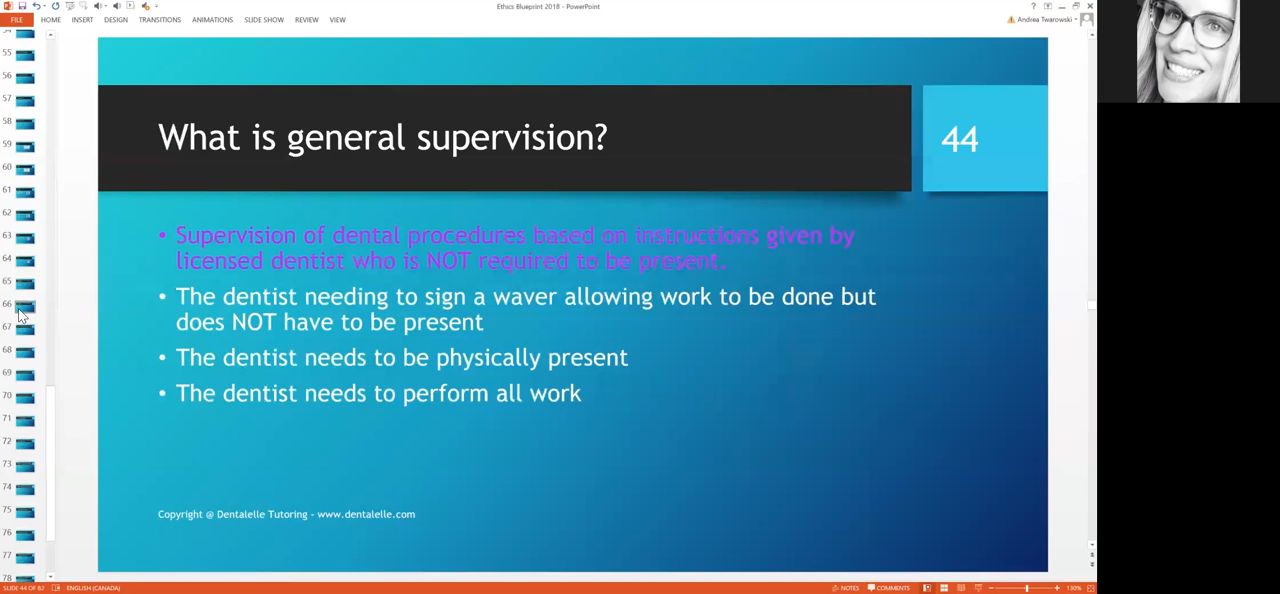 Ethics Blueprint 2018 - PowerPoint
FILE HOME INSERT DESIGN TRANSITIONS ANIMATIONS SLIDE SHOW REVIEW VIEW
Andrea Twarowski
54
55
56
57
58
59
60
61
62
63
64
65
66
67
68
69
70
71
72
73
74
75
76
77
78
What is general supervision?
44
• Supervision of dental procedures based on instructions given by
licensed dentist who is NOT required to be present.
• The dentist needing to sign a waver allowing work to be done but
does NOT have to be present
• The dentist needs to be physically present
• The dentist needs to perform all work
Copyright @ Dentalelle Tutoring - www.dentalelle.com
SLIDE 44 OF 82 ENGLISH (CANADA) NOTES COMMENTS 130%